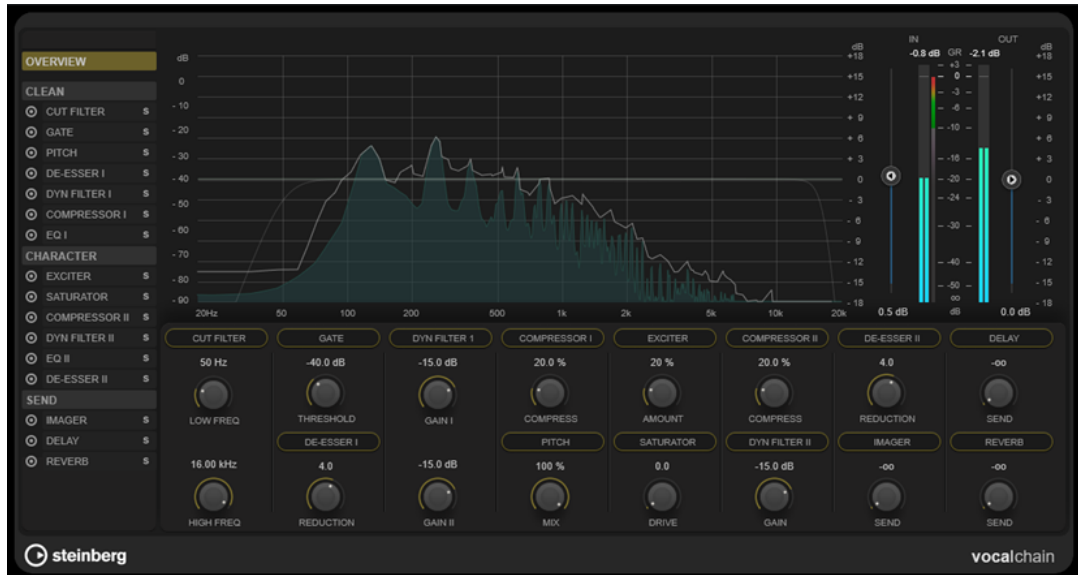 OVERVIEW
CLEAN
CUT FILTER S
GATE S
PITCH S
DE-ESSER I S
DYN FILTER I S
COMPRESSOR I S
EQ I S
CHARACTER
EXCITER S
SATURATOR S
COMPRESSOR II S
DYN FILTER II S
EQ II S
DE-ESSER II S
SEND
IMAGER S
DELAY S
REVERB S
dB
0
- 10
- 20
- 30
- 40
- 50
- 60
- 70
- 80
- 90
20Hz 50 100 200 500 1k 2k 5k 10k 20k
dB
+18
+15
+12
+ 9
+ 6
+ 3
0
- 3
- 6
- 9
- 12
- 15
- 18
IN OUT
-0.8 dB GR -2.1 dB
+3
0
-3
-6
-10
-16
-20
-24
-30
-40
-50
∞
dB
dB
+18
+15
+12
+ 9
+ 6
+ 3
0
- 3
- 6
- 9
- 12
- 15
- 18
0.5 dB 0.0 dB
CUT FILTER GATE DYN FILTER 1 COMPRESSOR I EXCITER COMPRESSOR II DE-ESSER II DELAY
50 Hz -40.0 dB -15.0 dB 20.0 % 20 % 20.0 % 4.0 -oo
LOW FREQ THRESHOLD GAIN I COMPRESS AMOUNT COMPRESS REDUCTION SEND
DE-ESSER I PITCH SATURATOR DYN FILTER II IMAGER REVERB
16.00 kHz 4.0 -15.0 dB 100 % 0.0 -15.0 dB -oo -oo
HIGH FREQ REDUCTION GAIN II MIX DRIVE GAIN SEND SEND
steinberg
vocalchain